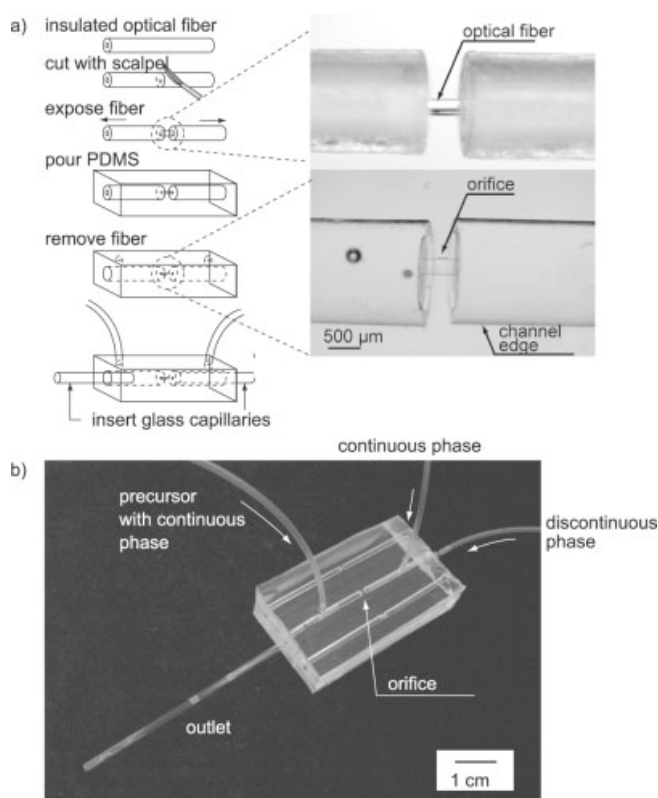 a)
insulated optical fiber
cut with scalpel
expose fiber
pour PDMS
remove fiber
insert glass capillaries
optical fiber
orifice
500 µm
channel
edge
b)
continuous phase
precursor
with continuous
phase
discontinuous
phase
orifice
outlet
1 cm